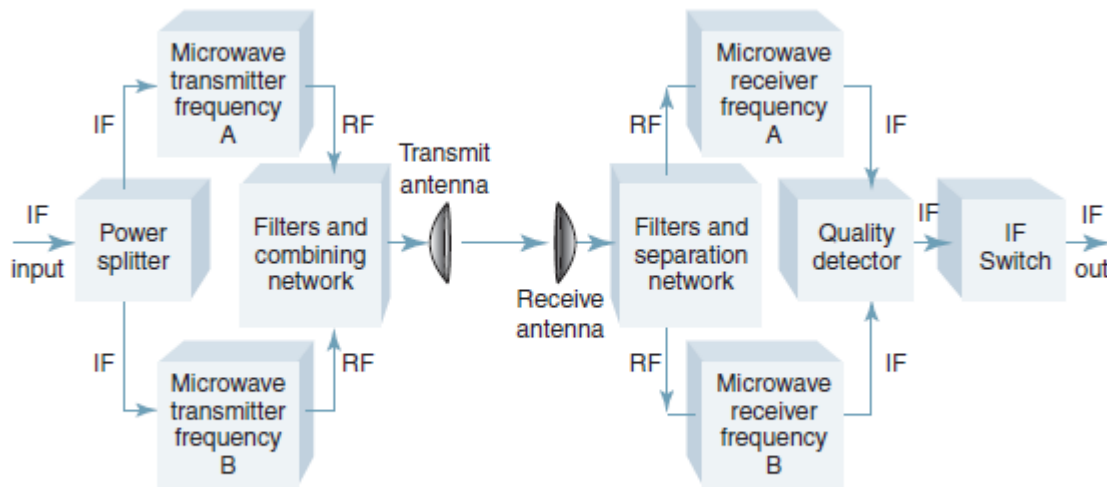 Microwave
transmitter
frequency
A
IF
RF
IF
input
Power
splitter
Filters and
combining
network
IF
RF
Microwave
transmitter
frequency
B
Transmit
antenna
Receive
antenna
Microwave
receiver
frequency
A
RF
IF
Filters and
separation
network
Quality
detector
IF
IF
Switch
IF
out
RF
IF
Microwave
receiver
frequency
B